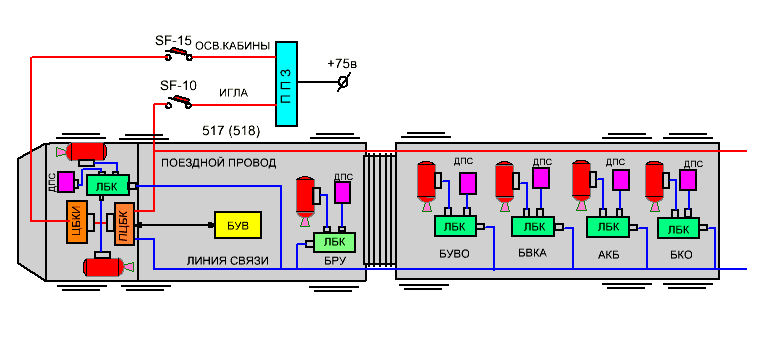 SF-15
ОСВ.КАБИНЫ
+75в
SF-10
ИГЛА
ППЗ
517 (518)
ПОЕЗДНОЙ ПРОВОД
ДПС
ЛБК
ЦБКИ
ПЦБК
БУВ
ЛИНИЯ СВЯЗИ
ДПС
ЛБК
БРУ
ДПС
ЛБК
БУВО
ДПС
ЛБК
БВКА
ДПС
ЛБК
АКБ
ДПС
ЛБК
БКО